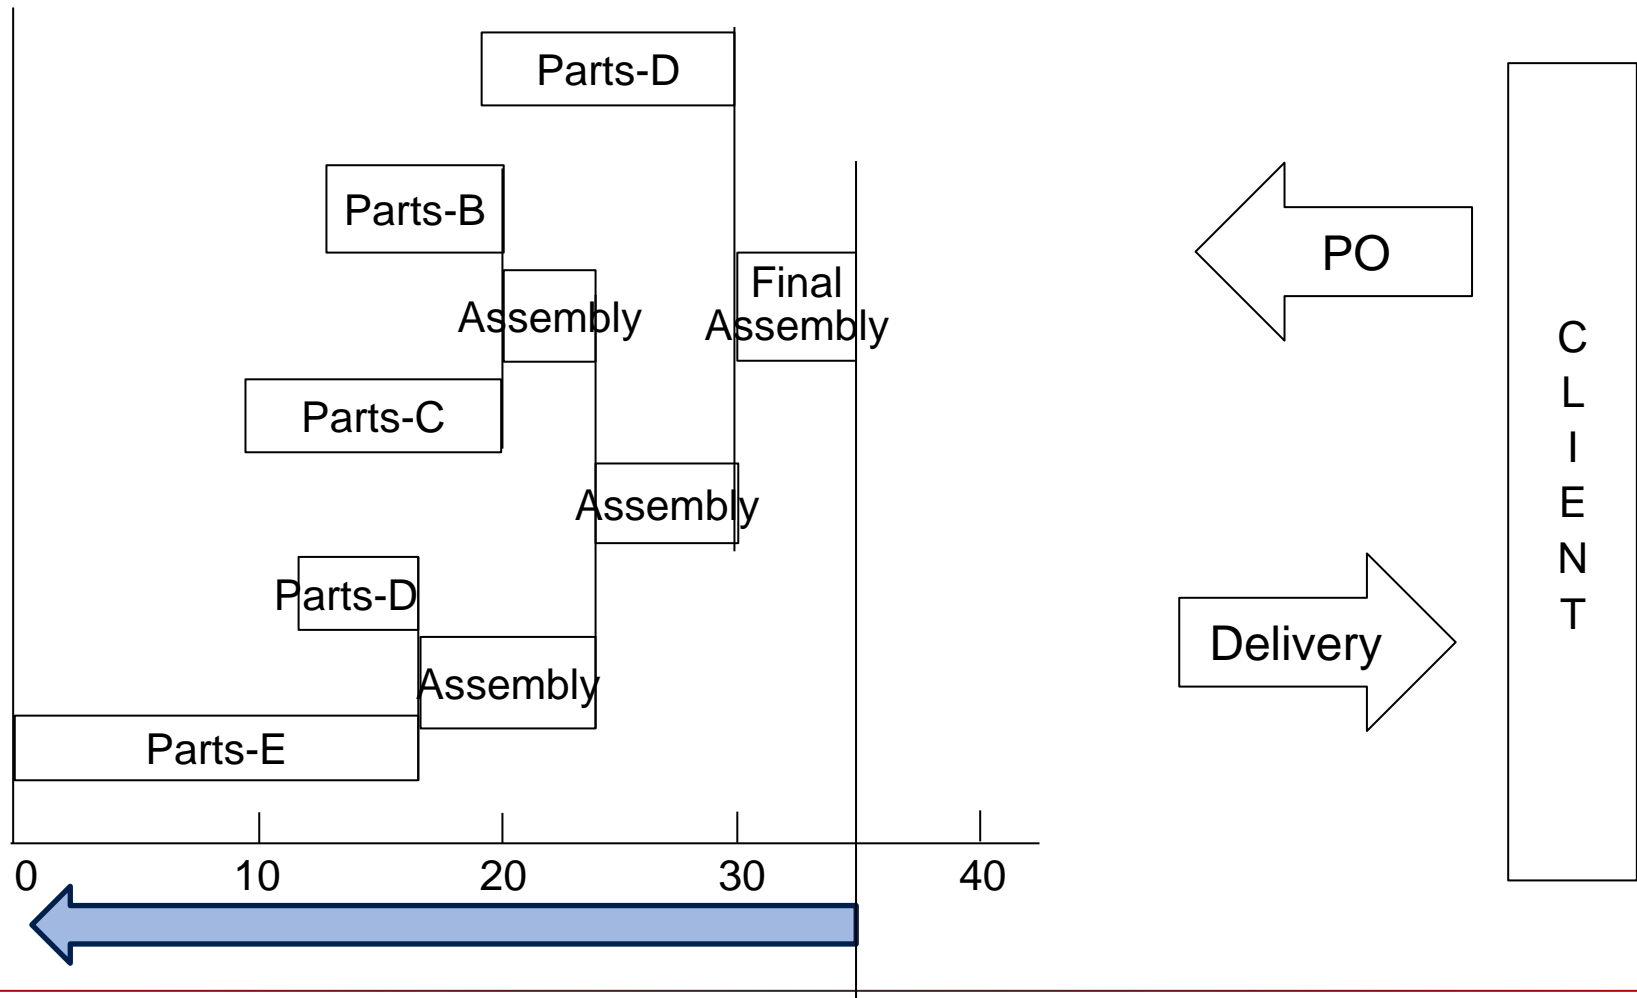 Parts-D
Parts-B
Final
Assembly
Assembly
Parts-C
Assembly
Parts-D
Assembly
Parts-E
0
10
20
30
40
PO
Delivery
C
L
I
E
N
T